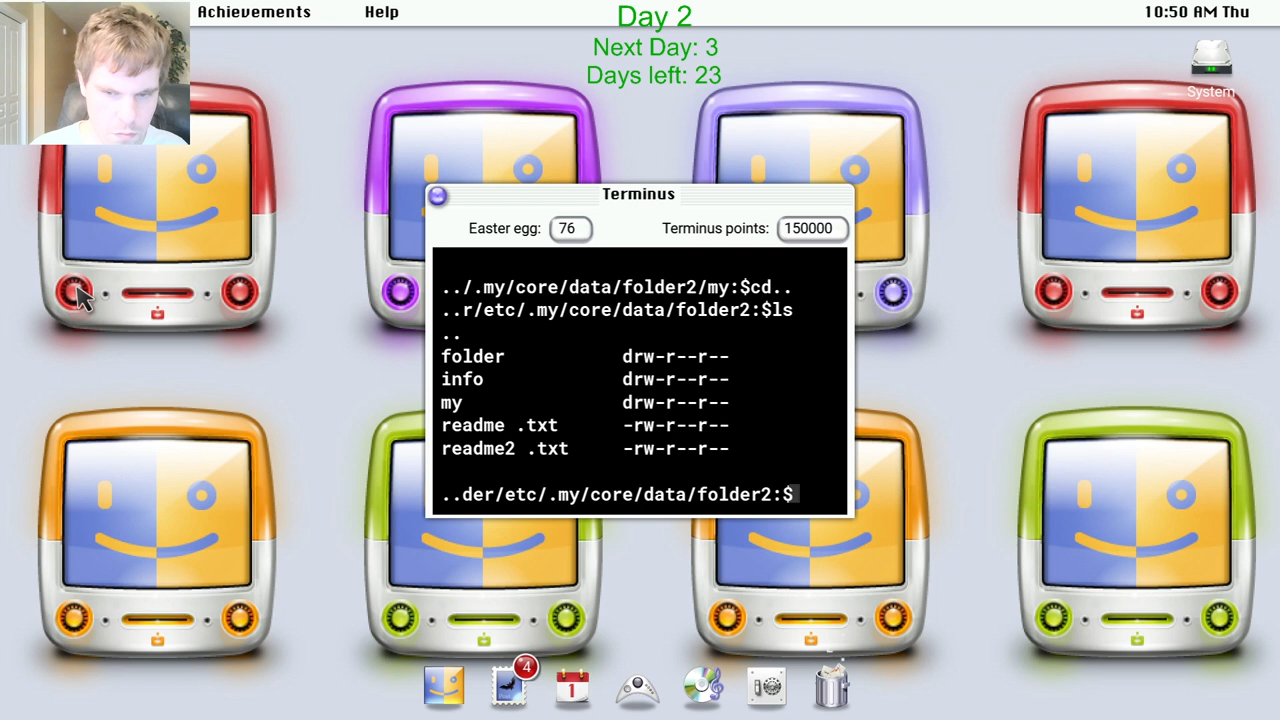 Achievements Help
Day 2
10:50 AM Thu
Next Day: 3
Days left: 23
System
Terminus
Easter egg: 76 Terminus points: 150000
../.my/core/data/folder2/my:$cd..
..r/etc/.my/core/data/folder2:$ls
..
folder drw-r--r--
info drw-r--r--
my drw-r--r--
readme .txt -rw-r--r--
readme2 .txt -rw-r--r--
..der/etc/.my/core/data/folder2:$
4
1